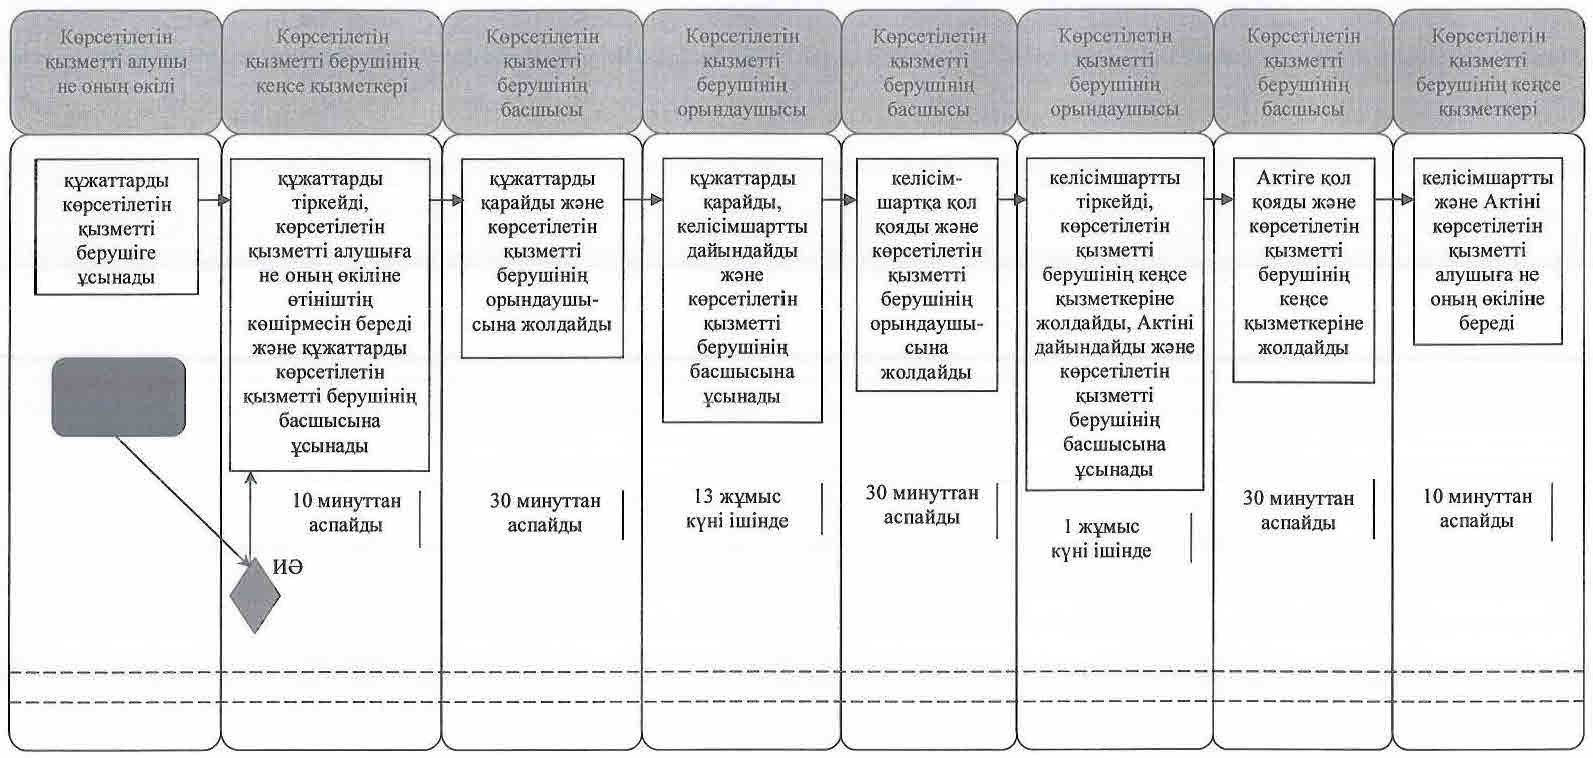 Көрсетілетін
қызметті алушы
не оның өкілі
Көрсетілетін
қызметті берушінің
кеңсе қызметкері
Көрсетілетін
қызметті
берушінің
басшысы
Көрсетілетін
қызметті
берушінің
орындаушысы
Көрсетілетін
қызметті
берушінің
басшысы
Көрсетілетін
қызметті
берушінің
орындаушысы
Көрсетілетін
қызметті
берушінің
басшысы
Көрсетілетін
қызметті
берушінің кеңсе
қызметкері
құжаттарды
көрсетілетін
қызметті
берушіге
ұсынады
құжаттарды
тіркейді,
көрсетілетін
қызметті алушыға
не оның өкіліне
өтініштің
көшірмесін береді
және құжаттарды
көрсетілетін
қызметті берушінің
басшысына
ұсынады
құжаттарды
қарайды және
көрсетілетін
қызметті
берушінің
орындаушы-
сына жолдайды
құжаттарды
қарайды,
келісімшартты
дайындайды
және
көрсетілетін
қызметті
берушінің
басшысына
ұсынады
келісім-
шартқа қол
қояды және
көрсетілетін
қызметті
берушінің
орындаушы-
сына
жолдайды
келісімшартты
тіркейді,
көрсетілетін
қызметті
берушінің кеңсе
қызметкеріне
жолдайды, Актіні
дайындайды және
көрсетілетін
қызметті
берушінің
басшысына
ұсынады
Актіге қол
қояды және
көрсетілетін
қызметті
берушінің
кеңсе
қызметкеріне
жолдайды
келісімшартты
және Актіні
көрсетілетін
қызметті
алушыға не
оның өкіліне
береді
10 минуттан
аспайды
30 минуттан
аспайды
13 жұмыс
күні ішінде
30 минуттан
аспайды
1 жұмыс
күні ішінде
30 минуттан
аспайды
10 минуттан
аспайды
ИӘ